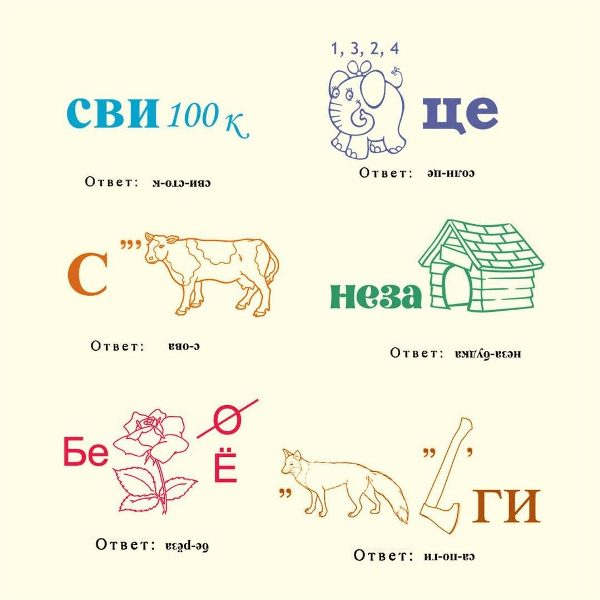 1, 3, 2, 4
СВИ 100 К
це
Ответ: сви-сто-к
Ответ: солн-це
С ’’’
неза
Ответ: с-ова
Ответ: неза-будка
Бе
О
Ё
’’ ’’ ’ ГИ
Ответ: бе-рёза
Ответ: са-по-ги